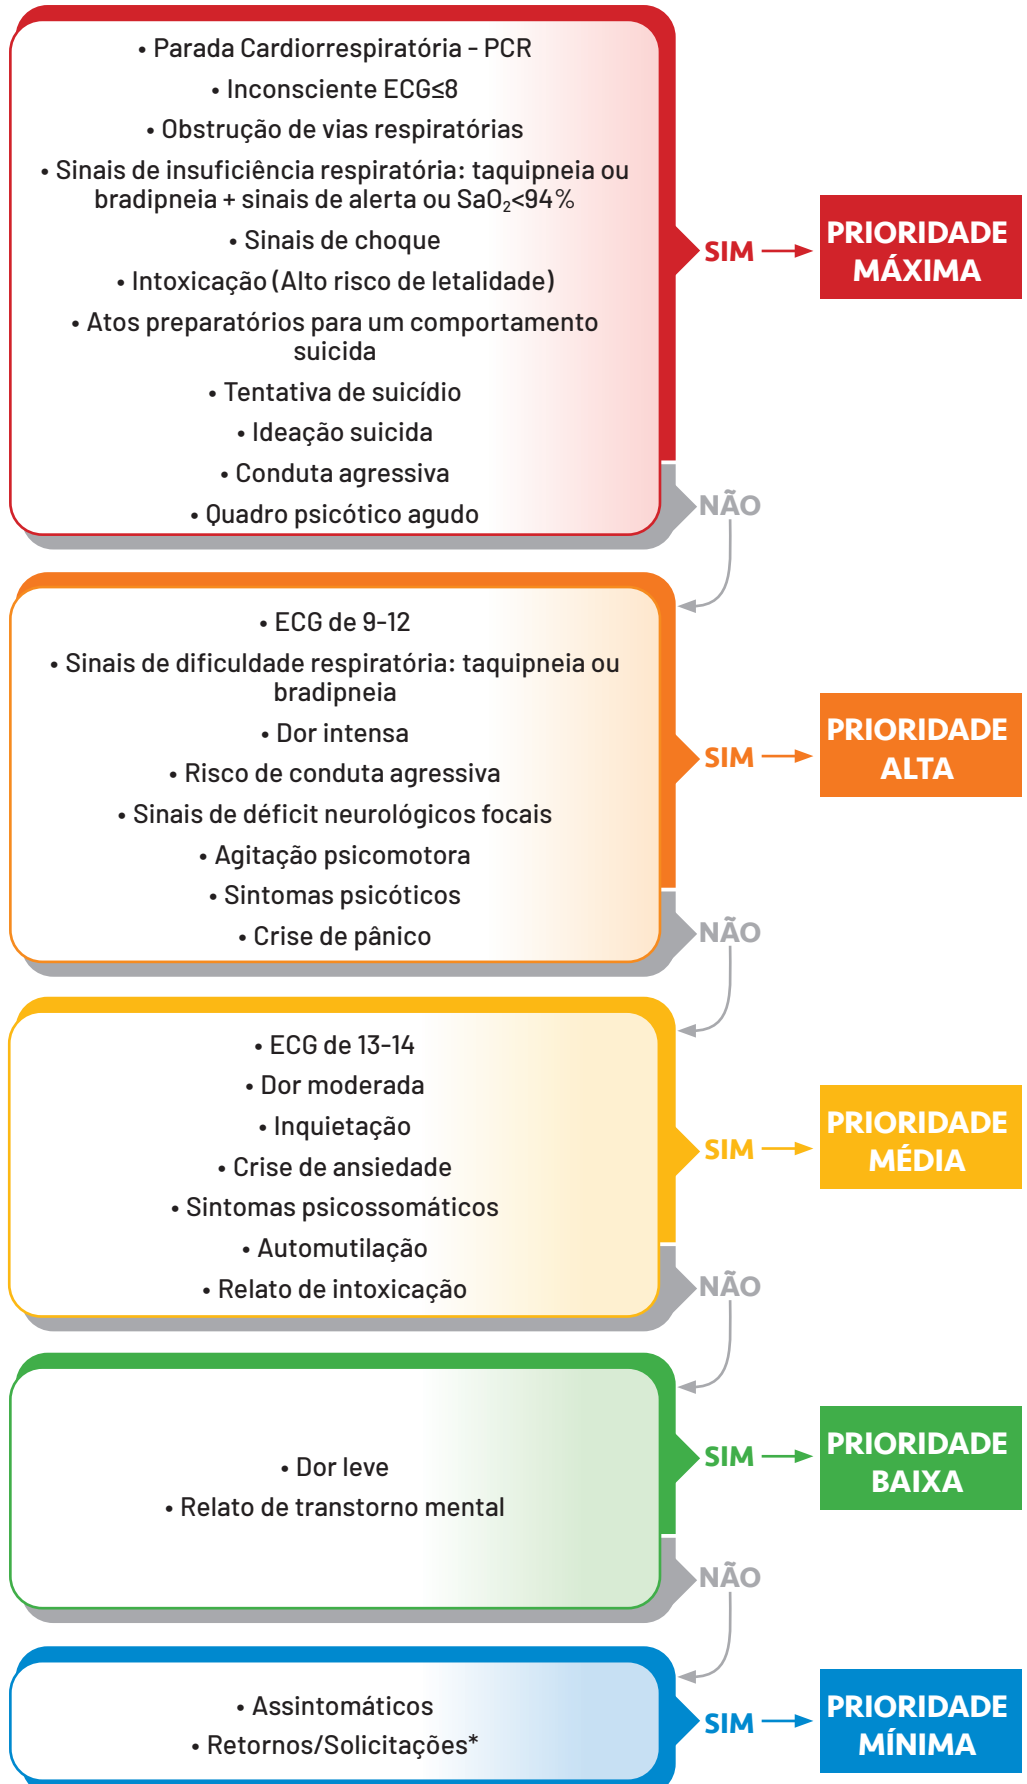 • Parada Cardiorrespiratória - PCR
• Inconsciente ECG≤8
• Obstrução de vias respiratórias
• Sinais de insuficiência respiratória: taquipneia ou
bradipneia + sinais de alerta ou SaO₂<94%
• Sinais de choque
• Intoxicação (Alto risco de letalidade)
• Atos preparatórios para um comportamento
suicida
• Tentativa de suicídio
• Ideação suicida
• Conduta agressiva
• Quadro psicótico agudo
SIM
PRIORIDADE
MÁXIMA
NÃO
• ECG de 9-12
• Sinais de dificuldade respiratória: taquipneia ou
bradipneia
• Dor intensa
• Risco de conduta agressiva
• Sinais de déficit neurológicos focais
• Agitação psicomotora
• Sintomas psicóticos
• Crise de pânico
SIM
PRIORIDADE
ALTA
NÃO
• ECG de 13-14
• Dor moderada
• Inquietação
• Crise de ansiedade
• Sintomas psicossomáticos
• Automutilação
• Relato de intoxicação
SIM
PRIORIDADE
MÉDIA
NÃO
• Dor leve
• Relato de transtorno mental
SIM
PRIORIDADE
BAIXA
NÃO
• Assintomáticos
• Retornos/Solicitações*
SIM
PRIORIDADE
MÍNIMA